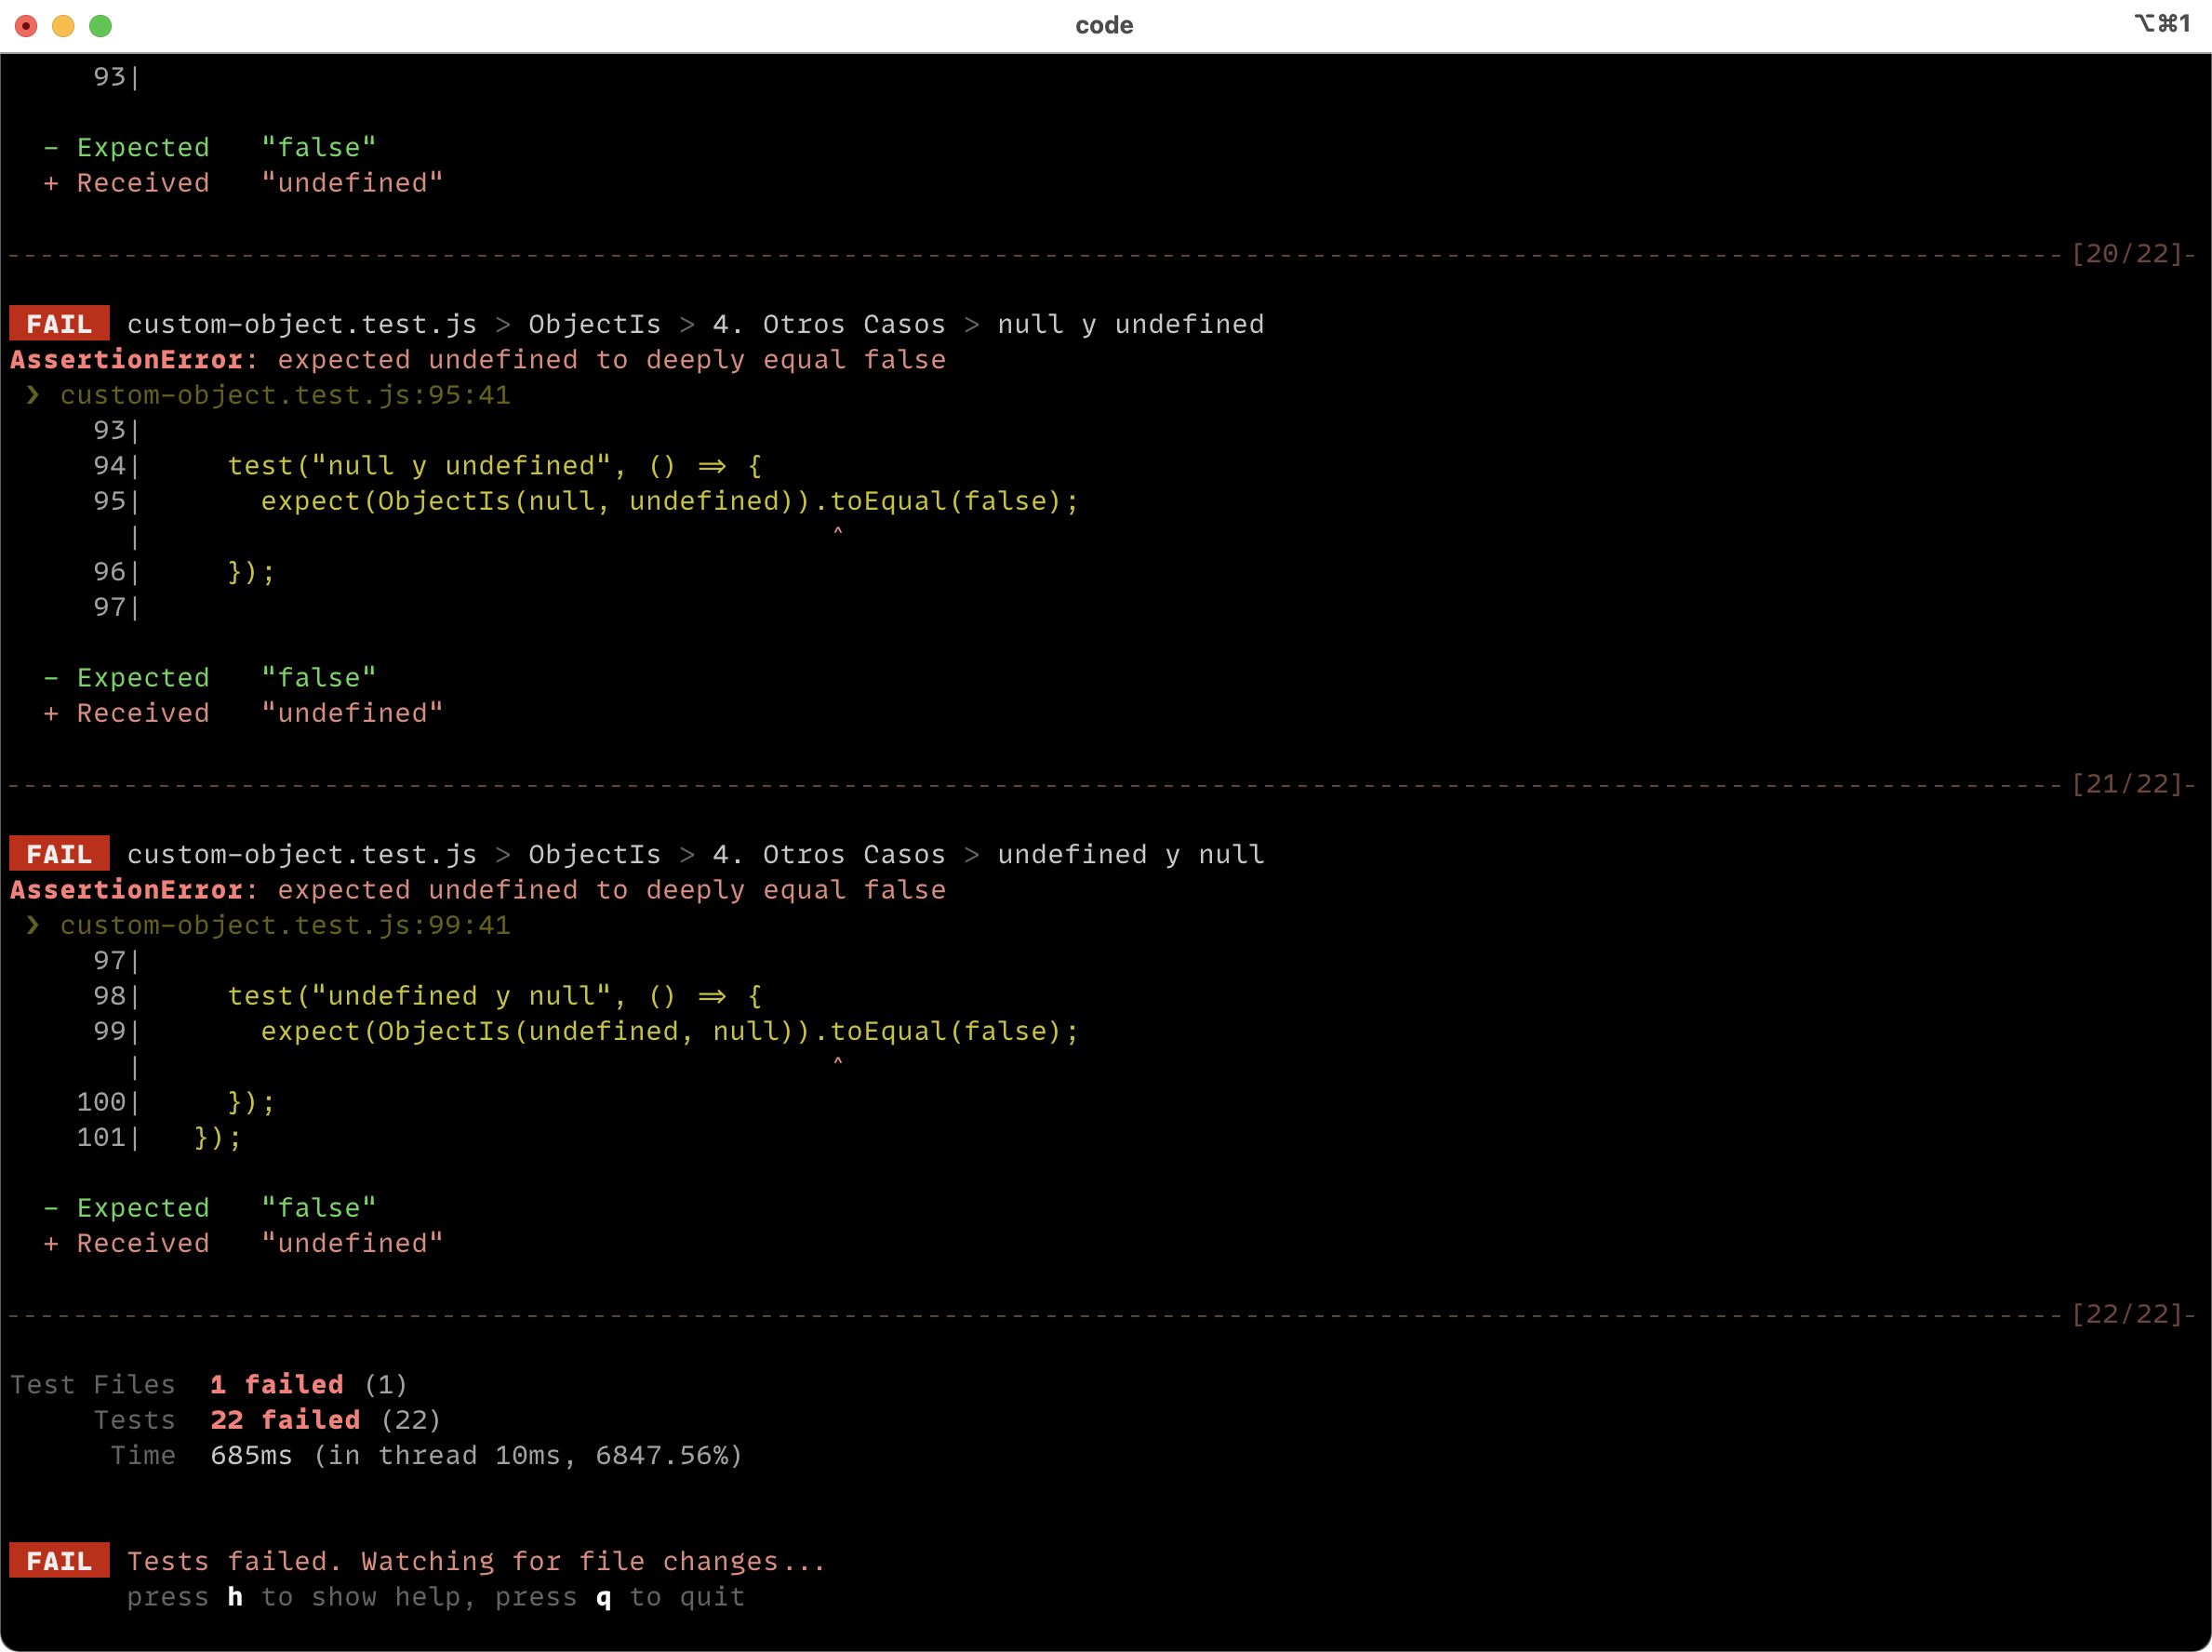 code
⌥⌘1
93|
- Expected   "false"
+ Received   "undefined"
[20/22]
FAIL custom-object.test.js > ObjectIs > 4. Otros Casos > null y undefined
AssertionError: expected undefined to deeply equal false
❯ custom-object.test.js:95:41
93|
94|     test("null y undefined", () => {
95|       expect(ObjectIs(null, undefined)).toEqual(false);
|                                         ^
96|     });
97|
- Expected   "false"
+ Received   "undefined"
[21/22]
FAIL custom-object.test.js > ObjectIs > 4. Otros Casos > undefined y null
AssertionError: expected undefined to deeply equal false
❯ custom-object.test.js:99:41
97|
98|     test("undefined y null", () => {
99|       expect(ObjectIs(undefined, null)).toEqual(false);
|                                         ^
100|     });
101|   });
- Expected   "false"
+ Received   "undefined"
[22/22]
Test Files  1 failed (1)
Tests  22 failed (22)
Time  685ms (in thread 10ms, 6847.56%)
FAIL Tests failed. Watching for file changes...
press h to show help, press q to quit